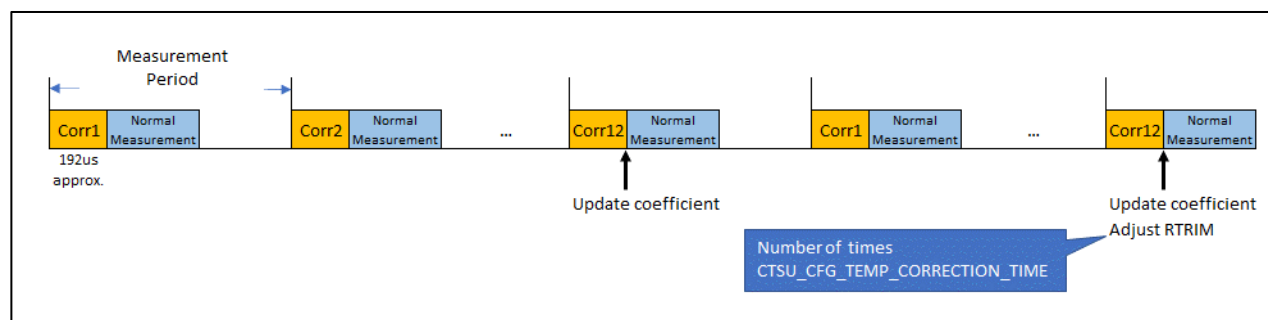 Measurement
Period
Corr1
Normal
Measurement
Corr2
Normal
Measurement
...
Corr12
Normal
Measurement
Corr1
Normal
Measurement
...
Corr12
Normal
Measurement
192us
approx.
Update coefficient
Update coefficient
Adjust RTRIM
Number of times
CTSU_CFG_TEMP_CORRECTION_TIME